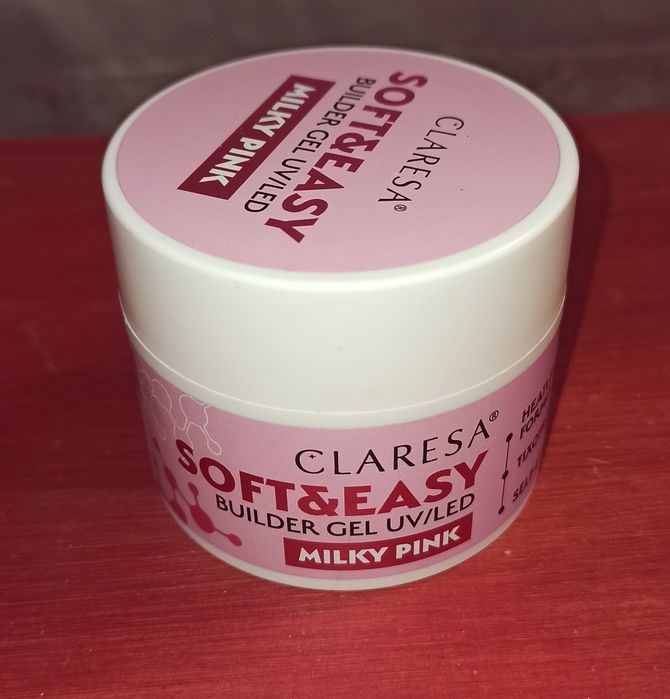 CLARESA®
SOFT&EASY
BUILDER GEL UV/LED
MILKY PINK
CLARESA®
SOFT&EASY
BUILDER GEL UV/LED
MILKY PINK